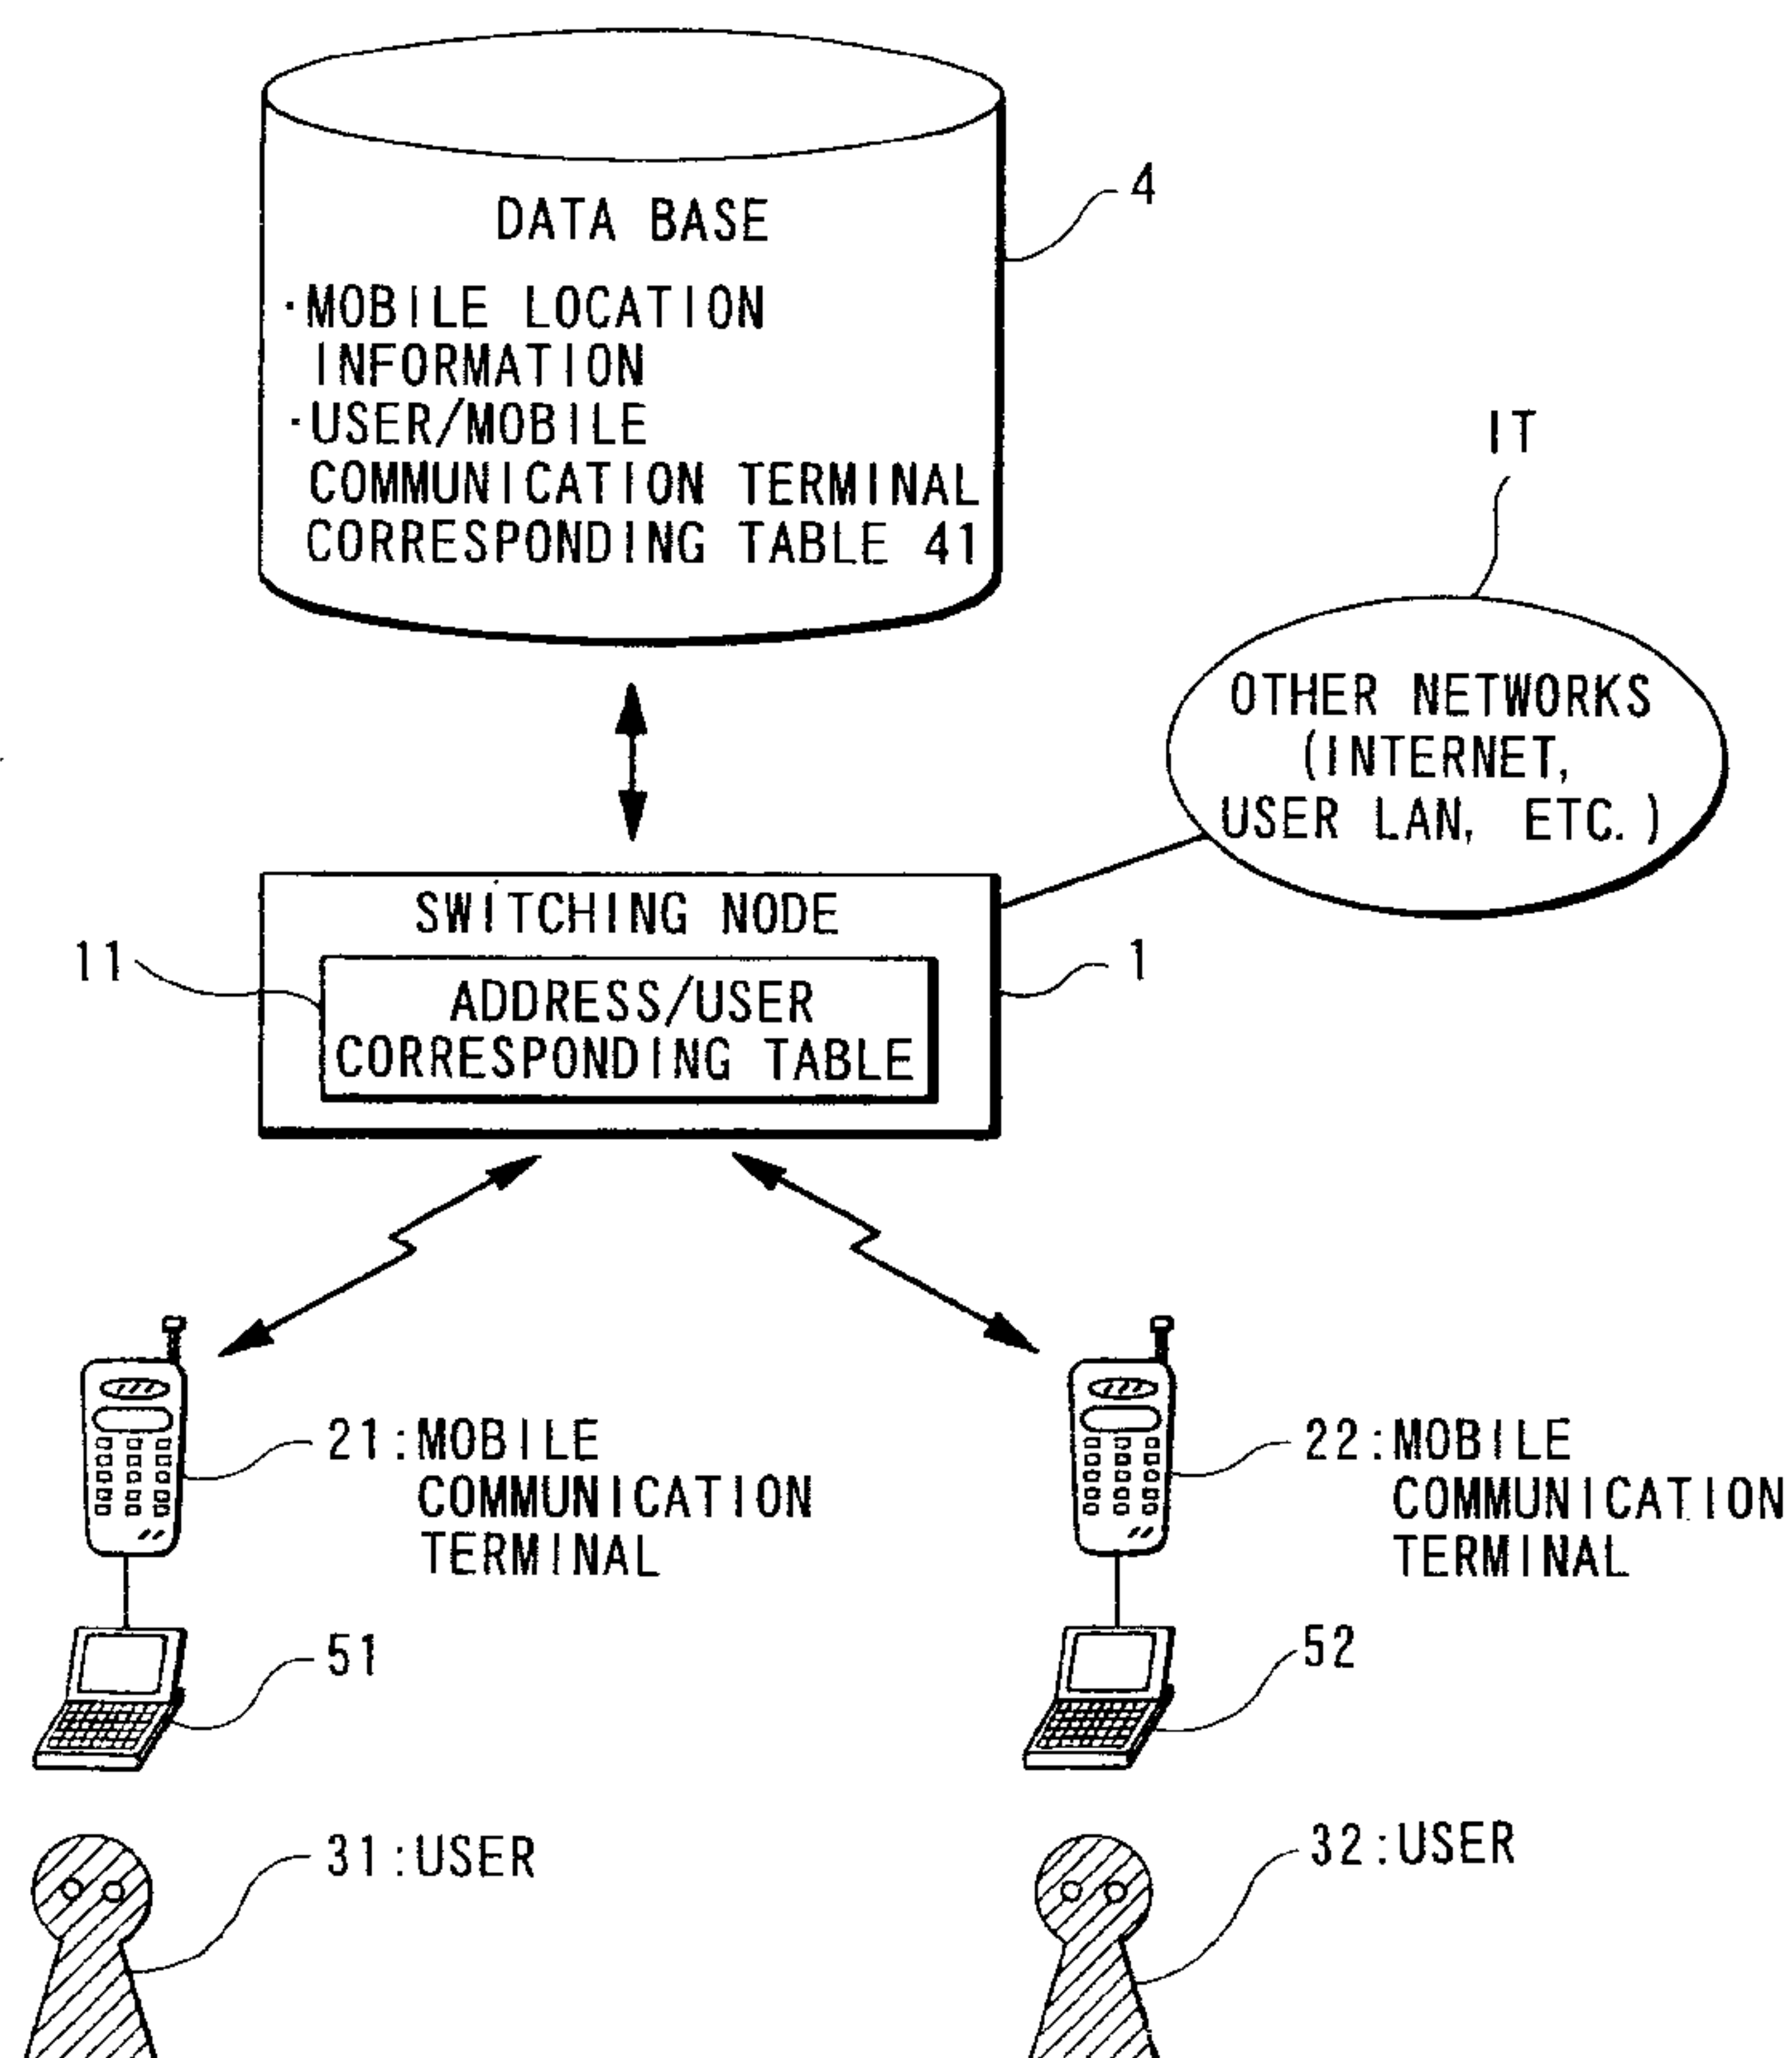 4
DATA BASE
·MOBILE LOCATION
INFORMATION
·USER/MOBILE
COMMUNICATION TERMINAL
CORRESPONDING TABLE 41
IT
OTHER NETWORKS
(INTERNET,
USER LAN, ETC.)
SWITCHING NODE
11
1
ADDRESS/USER
CORRESPONDING TABLE
21:MOBILE
COMMUNICATION
TERMINAL
22:MOBILE
COMMUNICATION
TERMINAL
51
52
31:USER
32:USER